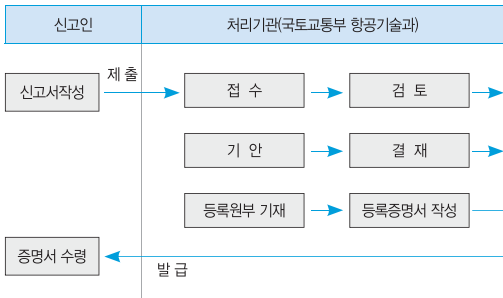 신고인 처리기관(국토교통부 항공기술과)
제 출
신고서작성 접 수 검 토
기 안 결 재
등록원부 기재 등록증명서 작성
증명서 수령
발 급